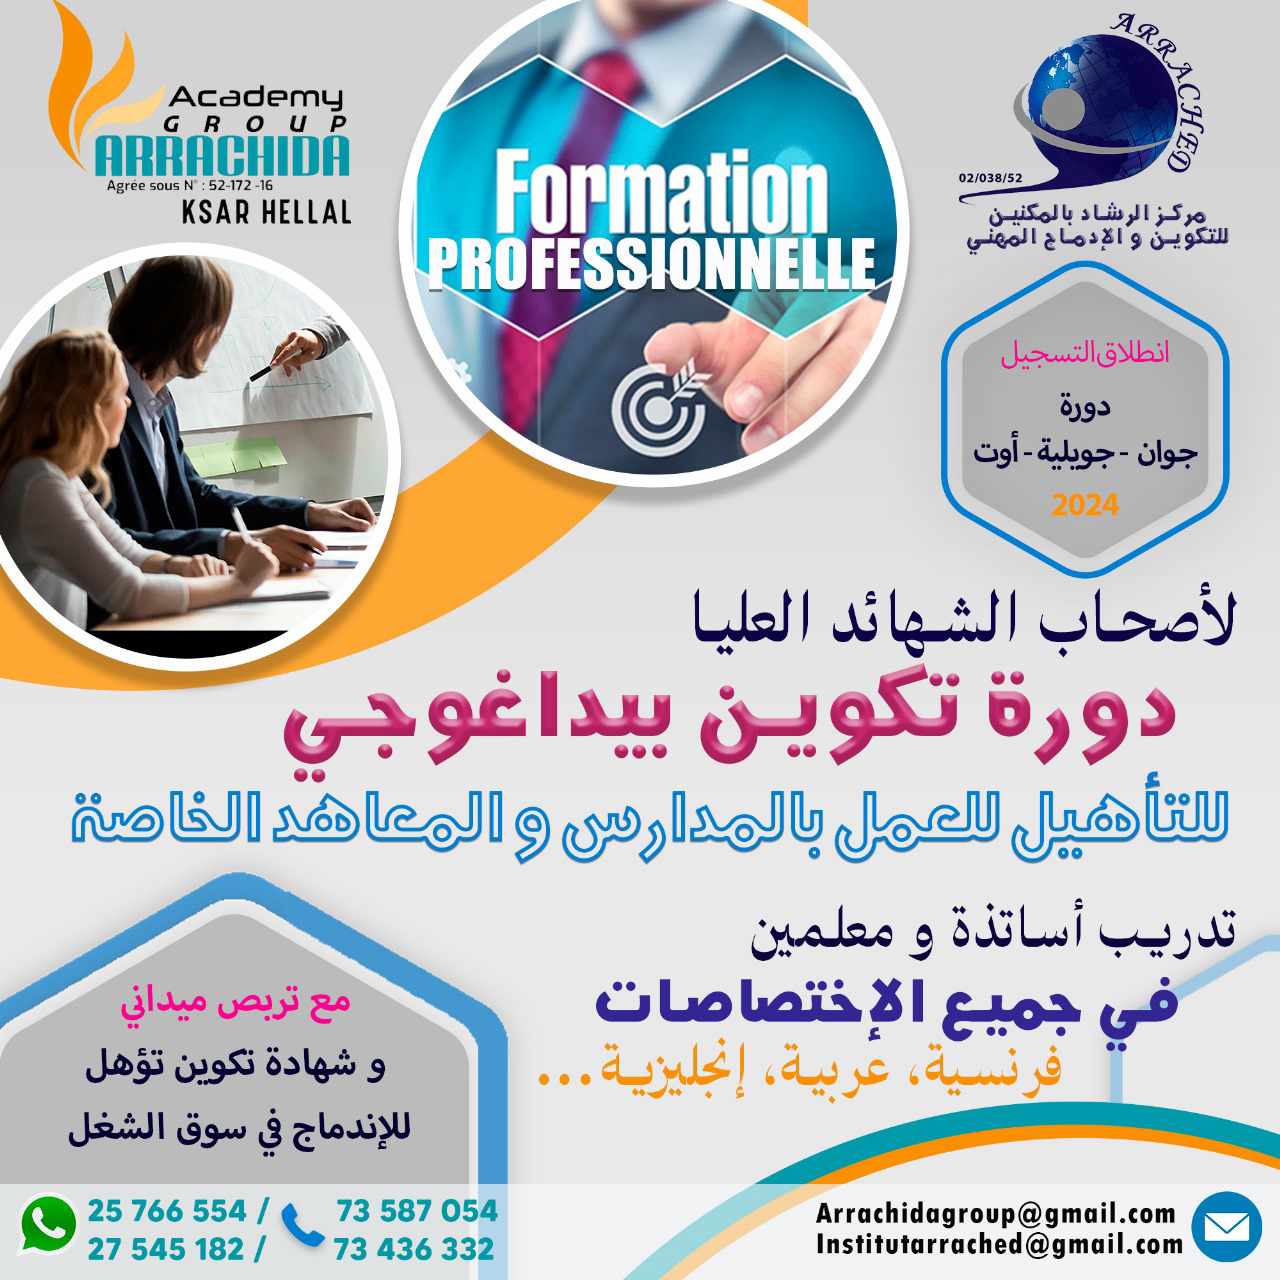 Academy
GROUP
ARRACHIDA
Agrée sous N° : 52-172 -16
KSAR HELLAL
Formation
PROFESSIONNELLE
ARRACHED
02/038/52
مركز الرشاد بالمكنين
للتكوين و الإدماج المهني
انطلاق التسجيل
دورة
جوان - جويلية - أوت
2024
لأصحاب الشهائد العليا
دورة تكوين بيداغوجي
للتأهيل للعمل بالمدارس و المعاهد الخاصة
تدريب أساتذة و معلمين
في جميع الإختصاصات
فرنسية، عربية، إنجليزية...
مع تربص ميداني
و شهادة تكوين تؤهل
للإندماج في سوق الشغل
25 766 554 / 73 587 054
27 545 182 / 73 436 332
Arrachidagroup@gmail.com
Institutarrached@gmail.com